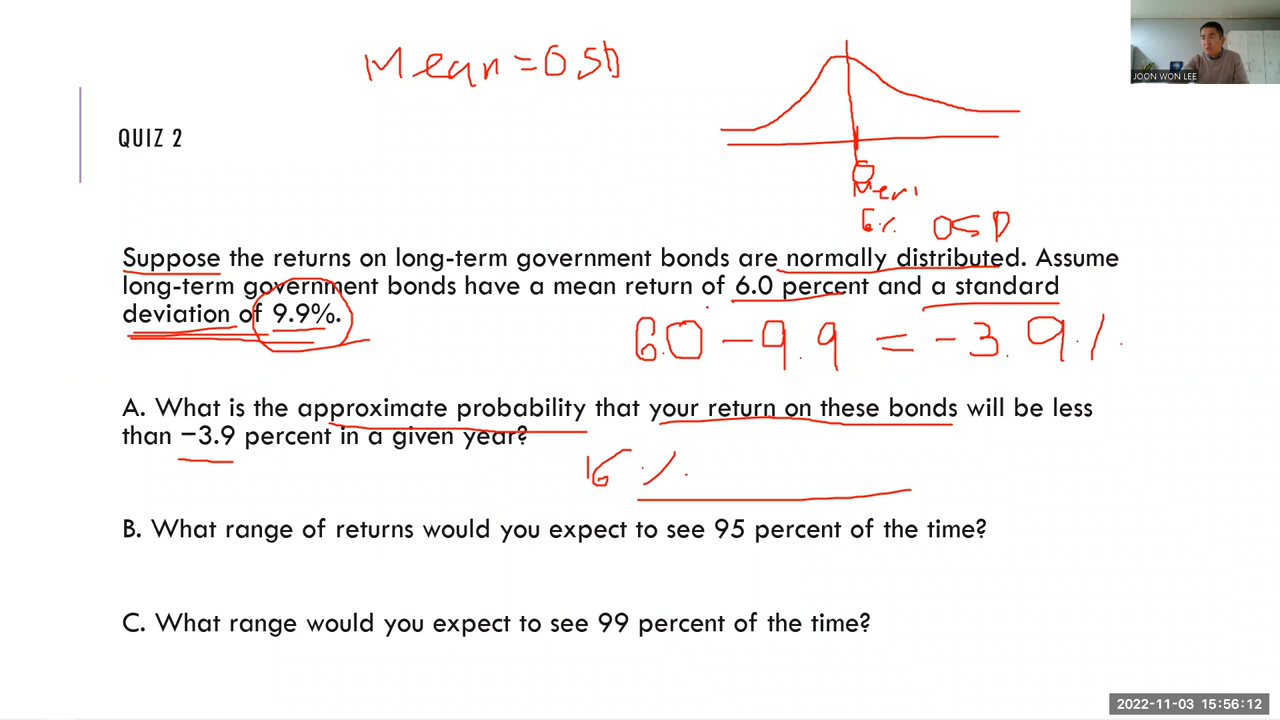 Mean = 0 SD
JOON WON LEE
QUIZ 2
0
6% 0SD
Suppose the returns on long-term government bonds are normally distributed. Assume
long-term government bonds have a mean return of 6.0 percent and a standard
deviation of 9.9%.
6.0 - 9.9 = -3.9%
A. What is the approximate probability that your return on these bonds will be less
than −3.9 percent in a given year?
16%
B. What range of returns would you expect to see 95 percent of the time?
C. What range would you expect to see 99 percent of the time?
2022-11-03 15:56:12